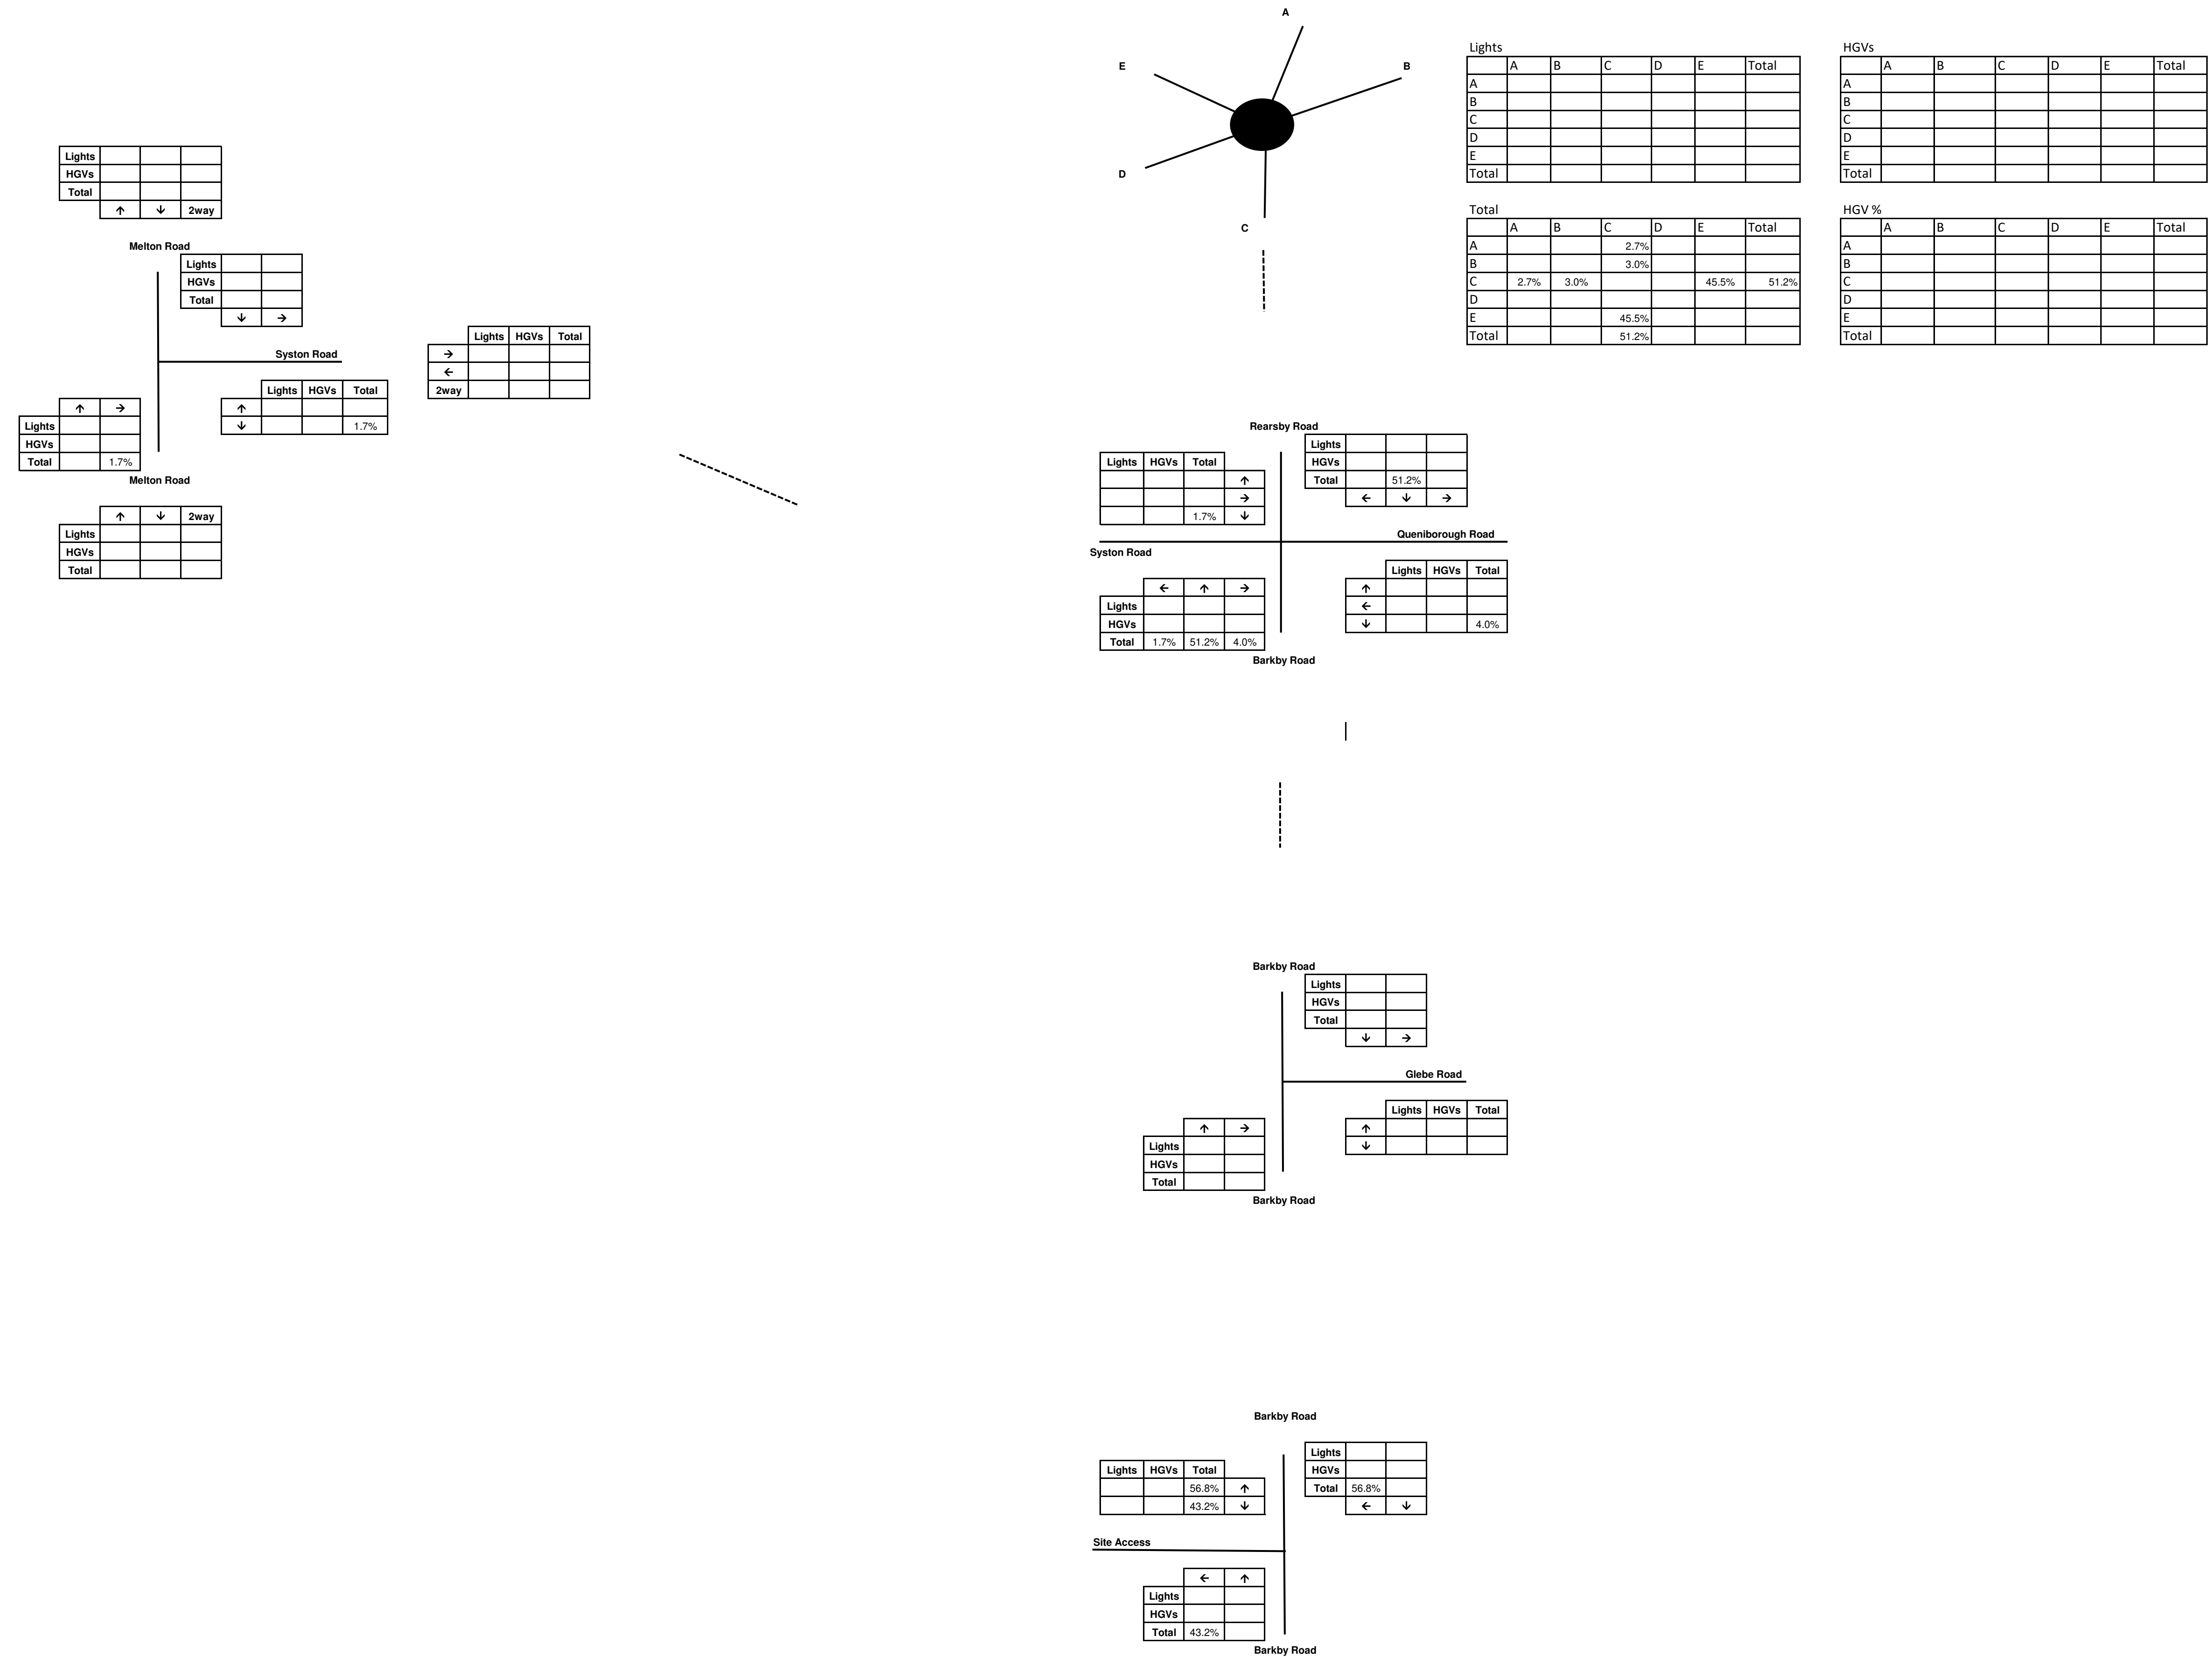 A
E
B
D
C
Lights
A B C D E Total
A
B
C
D
E
Total
HGVs
A B C D E Total
A
B
C
D
E
Total
Total
A B C D E Total
A 2.7%
B 3.0%
C 2.7% 3.0% 45.5% 51.2%
D
E 45.5%
Total 51.2%
HGV %
A B C D E Total
A
B
C
D
E
Total
Lights
HGVs
Total
↑ ↓ 2way
Melton Road
Lights
HGVs
Total
↓ →
Syston Road
Lights HGVs Total
→
←
2way
Lights HGVs Total
↑
↓ 1.7%
↑ →
Lights
HGVs
Total 1.7%
Melton Road
↑ ↓ 2way
Lights
HGVs
Total
Rearsby Road
Lights HGVs Total
↑
→
1.7% ↓
Lights
HGVs
Total 51.2%
← ↓ →
Queniborough Road
Syston Road
← ↑ →
Lights
HGVs
Total 1.7% 51.2% 4.0%
Lights HGVs Total
↑
←
↓ 4.0%
Barkby Road
Barkby Road
Lights
HGVs
Total
↓ →
Glebe Road
Lights HGVs Total
↑
↓
↑ →
Lights
HGVs
Total
Barkby Road
Barkby Road
Lights HGVs Total
56.8% ↑
43.2% ↓
Lights
HGVs
Total 56.8%
← ↓
Site Access
← ↑
Lights
HGVs
Total 43.2%
Barkby Road